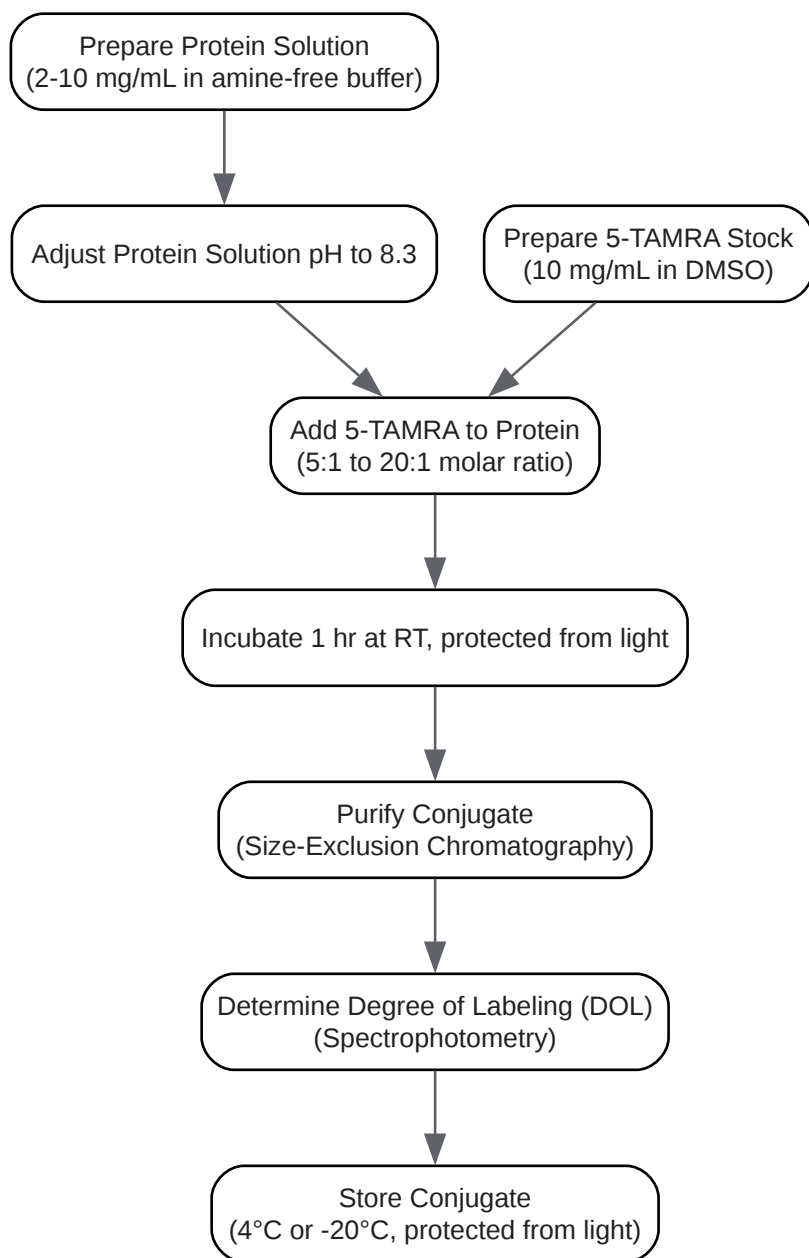 Prepare Protein Solution
(2-10 mg/mL in amine-free buffer)
Adjust Protein Solution pH to 8.3
Prepare 5-TAMRA Stock
(10 mg/mL in DMSO)
Add 5-TAMRA to Protein
(5:1 to 20:1 molar ratio)
Incubate 1 hr at RT, protected from light
Purify Conjugate
(Size-Exclusion Chromatography)
Determine Degree of Labeling (DOL)
(Spectrophotometry)
Store Conjugate
(4°C or -20°C, protected from light)